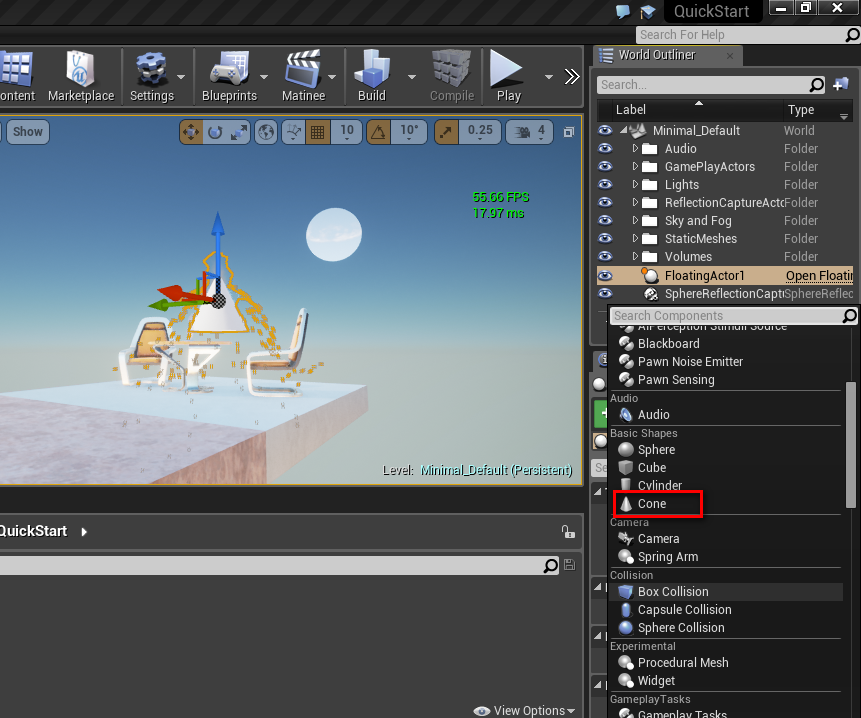 QuickStart
Search For Help
ontent
Marketplace
Settings
Blueprints
Matinee
Build
Compile
Play
World Outliner
Search...
Label
Type
Show
10
10°
0.25
4
55.66 FPS
17.97 ms
Minimal_Default World
Audio Folder
GamePlayActors Folder
Lights Folder
ReflectionCaptureActo Folder
Sky and Fog Folder
StaticMeshes Folder
Volumes Folder
FloatingActor1 Open Floatin
SphereReflectionCapt SphereReflec
Search Components
AIPerception Stimuli Source
Blackboard
Pawn Noise Emitter
Pawn Sensing
Audio
Audio
Basic Shapes
Sphere
Cube
Cylinder
Cone
Camera
Camera
Spring Arm
Collision
Box Collision
Capsule Collision
Sphere Collision
Experimental
Procedural Mesh
Widget
GameplayTasks
Gameplay Tasks
Level: Minimal_Default (Persistent)
Se
QuickStart
View Options